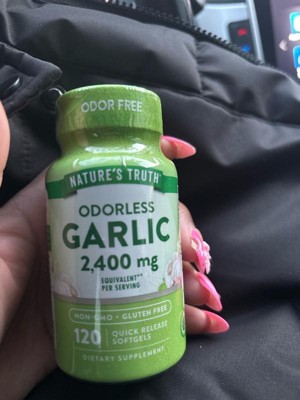 ODOR FREE
NATURE'S TRUTH
ODORLESS
GARLIC
2,400 mg
EQUIVALENT**
PER SERVING
NON-GMO • GLUTEN FREE
120 QUICK RELEASE
SOFTGELS
DIETARY SUPPLEMENT